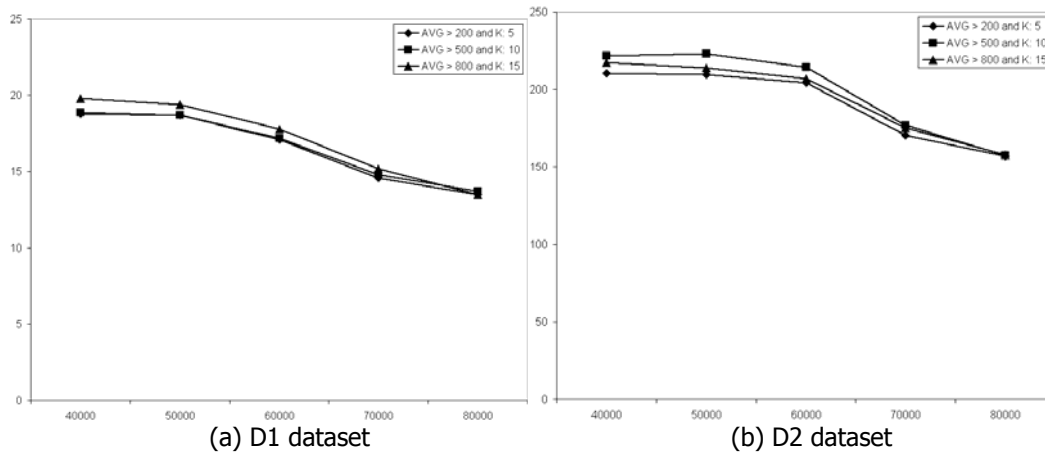 25
20
15
10
5
0
AVG > 200 and K: 5
AVG > 500 and K: 10
AVG > 800 and K: 15
40000 50000 60000 70000 80000
(a) D1 dataset
250
200
150
100
50
0
AVG > 200 and K: 5
AVG > 500 and K: 10
AVG > 800 and K: 15
40000 50000 60000 70000 80000
(b) D2 dataset